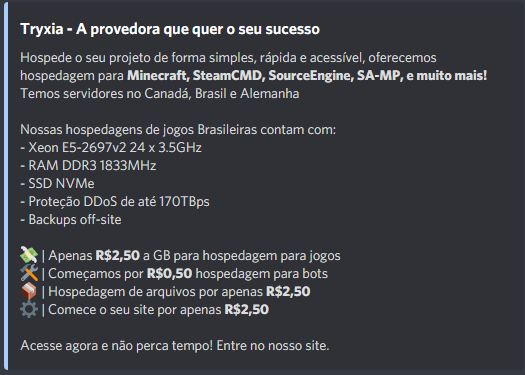 Tryxia - A provedora que quer o seu sucesso
Hospede o seu projeto de forma simples, rápida e acessível, oferecemos
hospedagem para Minecraft, SteamCMD, SourceEngine, SA-MP, e muito mais!
Temos servidores no Canadá, Brasil e Alemanha
Nossas hospedagens de jogos Brasileiras contam com:
- Xeon E5-2697v2 24 x 3.5GHz
- RAM DDR3 1833MHz
- SSD NVMe
- Proteção DDoS de até 170TBps
- Backups off-site
💸 | Apenas R$2,50 a GB para hospedagem para jogos
🛠️ | Começamos por R$0,50 hospedagem para bots
| Hospedagem de arquivos por apenas R$2,50
⚙️ | Comece o seu site por apenas R$2,50
Acesse agora e não perca tempo! Entre no nosso site.